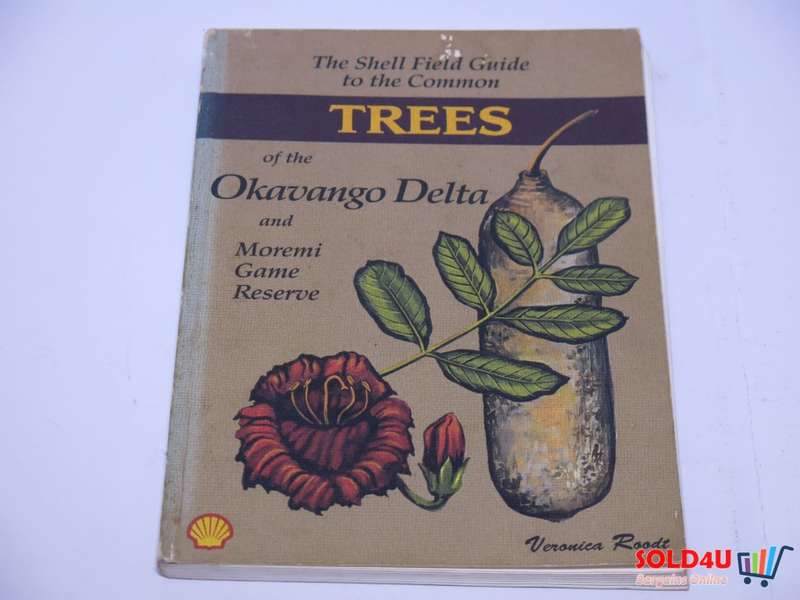 The Shell Field Guide
to the Common
TREES
of the
Okavango Delta
and
Moremi
Game
Reserve
Veronica Roodt
SOLD4U
Bargains Online